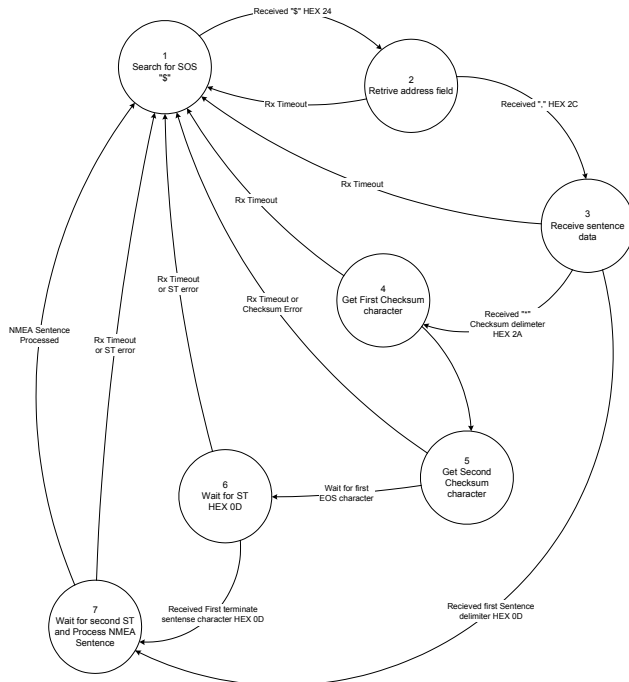 Received "$" HEX 24
1
Search for SOS
"$"
2
Retrive address field
Rx Timeout
Received "," HEX 2C
Rx Timeout
3
Receive sentence
data
Rx Timeout
4
Get First Checksum
character
Rx Timeout
or ST error
Rx Timeout or
Checksum Error
Received "*"
Checksum delimeter
HEX 2A
NMEA Sentence
Processed
Rx Timeout
or ST error
5
Get Second
Checksum
character
6
Wait for ST
HEX 0D
Wait for first
EOS character
7
Wait for second ST
and Process NMEA
Sentence
Received First terminate
sentense character HEX 0D
Recieved first Sentence
delimiter HEX 0D